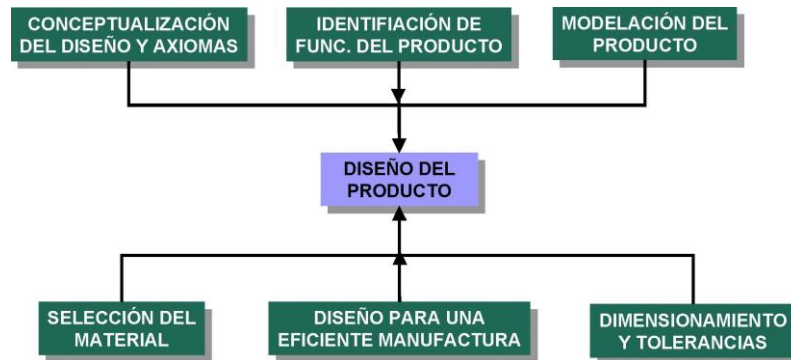 CONCEPTUALIZACIÓN
DEL DISEÑO Y AXIOMAS
IDENTIFIACIÓN DE
FUNC. DEL PRODUCTO
MODELACIÓN DEL
PRODUCTO
DISEÑO DEL
PRODUCTO
SELECCIÓN DEL
MATERIAL
DISEÑO PARA UNA
EFICIENTE MANUFACTURA
DIMENSIONAMIENTO
Y TOLERANCIAS